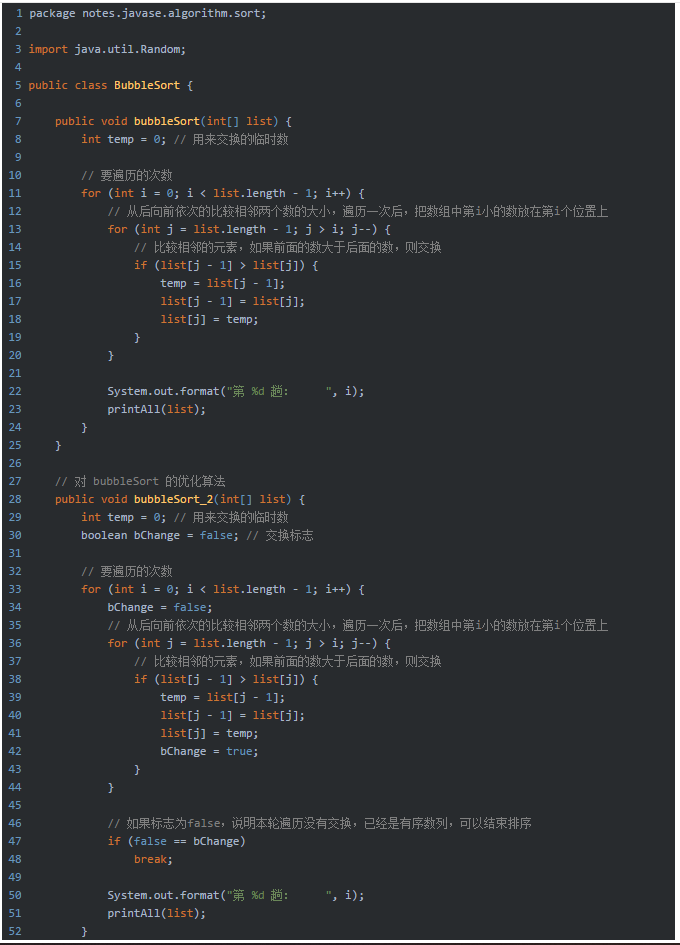 1 package notes.javase.algorithm.sort;
2
3 import java.util.Random;
4
5 public class BubbleSort {
6
7     public void bubbleSort(int[] list) {
8         int temp = 0; // 用来交换的临时数
9
10         // 要遍历的次数
11         for (int i = 0; i < list.length - 1; i++) {
12             // 从后向前依次的比较相邻两个数的大小，遍历一次后，把数组中第i小的数放在第i个位置上
13             for (int j = list.length - 1; j > i; j--) {
14                 // 比较相邻的元素，如果前面的数大于后面的数，则交换
15                 if (list[j - 1] > list[j]) {
16                     temp = list[j - 1];
17                     list[j - 1] = list[j];
18                     list[j] = temp;
19                 }
20             }
21
22             System.out.format("第 %d 趟：     ", i);
23             printAll(list);
24         }
25     }
26
27     // 对 bubbleSort 的优化算法
28     public void bubbleSort_2(int[] list) {
29         int temp = 0; // 用来交换的临时数
30         boolean bChange = false; // 交换标志
31
32         // 要遍历的次数
33         for (int i = 0; i < list.length - 1; i++) {
34             bChange = false;
35             // 从后向前依次的比较相邻两个数的大小，遍历一次后，把数组中第i小的数放在第i个位置上
36             for (int j = list.length - 1; j > i; j--) {
37                 // 比较相邻的元素，如果前面的数大于后面的数，则交换
38                 if (list[j - 1] > list[j]) {
39                     temp = list[j - 1];
40                     list[j - 1] = list[j];
41                     list[j] = temp;
42                     bChange = true;
43                 }
44             }
45
46             // 如果标志为false，说明本轮遍历没有交换，已经是有序数列，可以结束排序
47             if (false == bChange)
48                 break;
49
50             System.out.format("第 %d 趟：     ", i);
51             printAll(list);
52         }